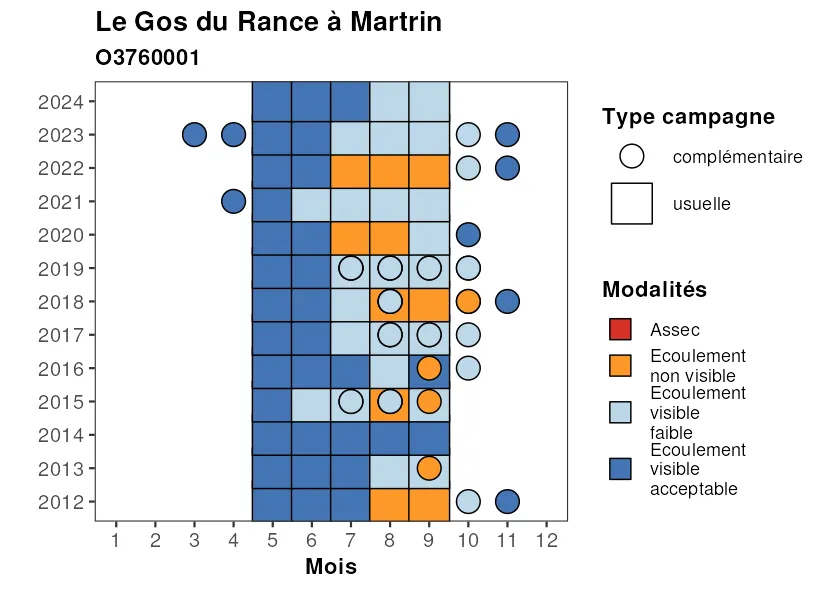 Le Gos du Rance à Martrin
O3760001
2024
2023
2022
2021
2020
2019
2018
2017
2016
2015
2014
2013
2012
1 2 3 4 5 6 7 8 9 10 11 12
Mois
Type campagne
complémentaire
usuelle
Modalités
Assec
Ecoulement
non visible
Ecoulement
visible
faible
Ecoulement
visible
acceptable